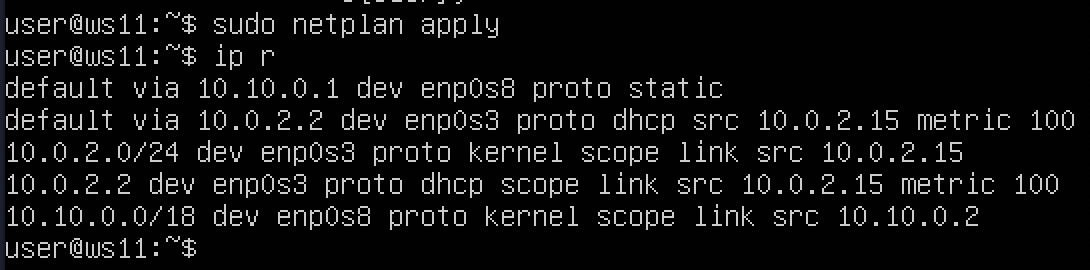 user@ws11:~$ sudo netplan apply
user@ws11:~$ ip r
default via 10.10.0.1 dev enp0s8 proto static
default via 10.0.2.2 dev enp0s3 proto dhcp src 10.0.2.15 metric 100
10.0.2.0/24 dev enp0s3 proto kernel scope link src 10.0.2.15
10.0.2.2 dev enp0s3 proto dhcp scope link src 10.0.2.15 metric 100
10.10.0.0/18 dev enp0s8 proto kernel scope link src 10.10.0.2
user@ws11:~$